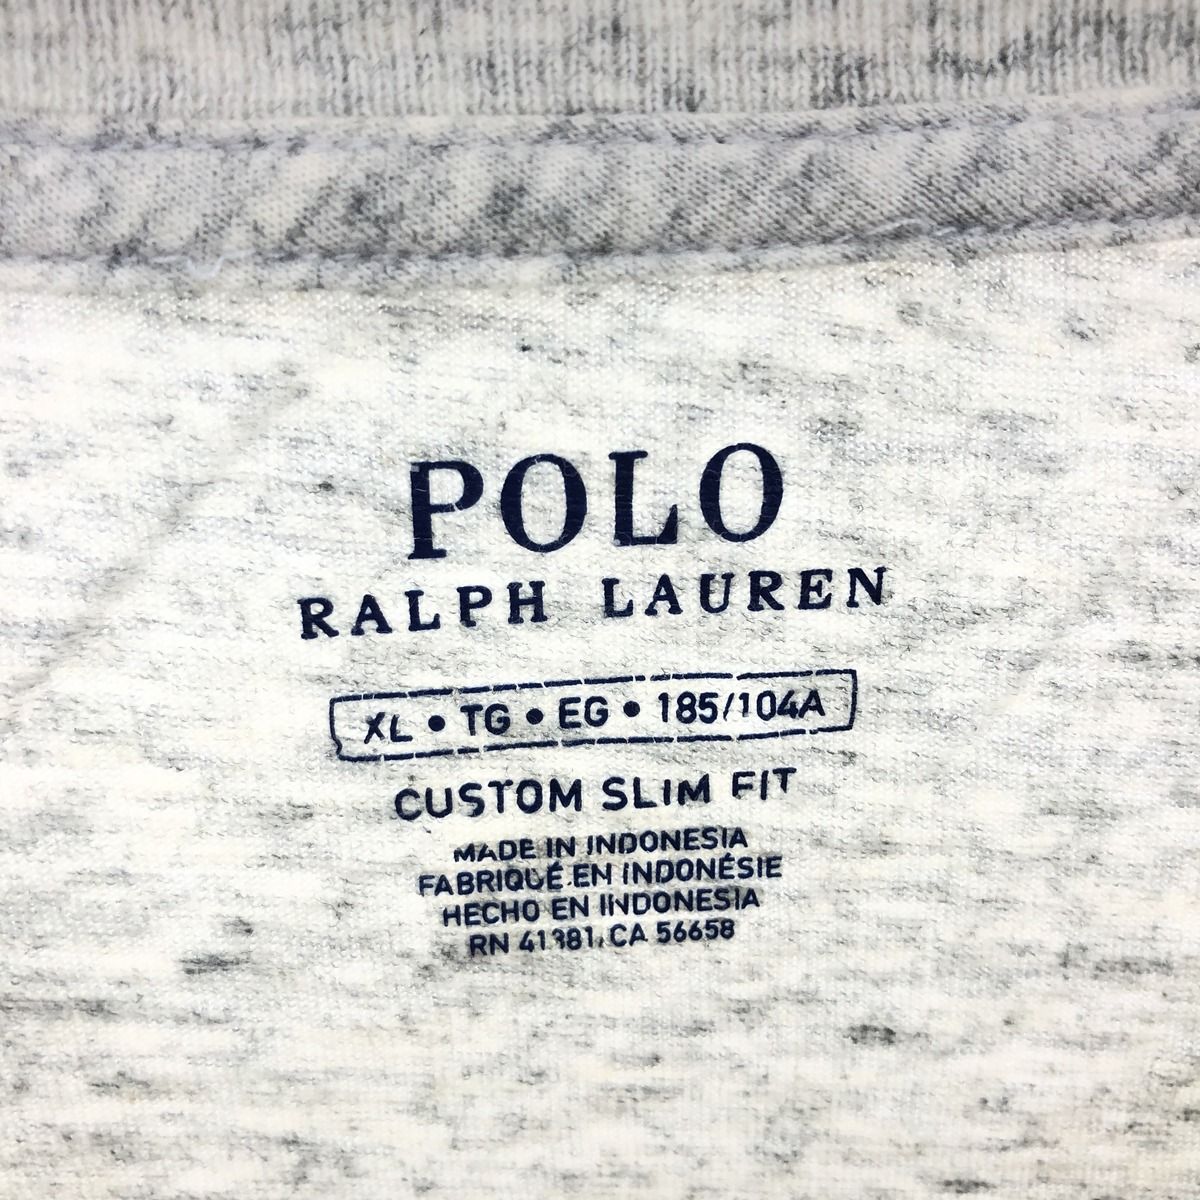 POLO
RALPH LAUREN
XL • TG • EG • 185/104A
CUSTOM SLIM FIT
MADE IN INDONESIA
FABRIQUÉ EN INDONÉSIE
HECHO EN INDONESIA
RN 41381, CA 56658